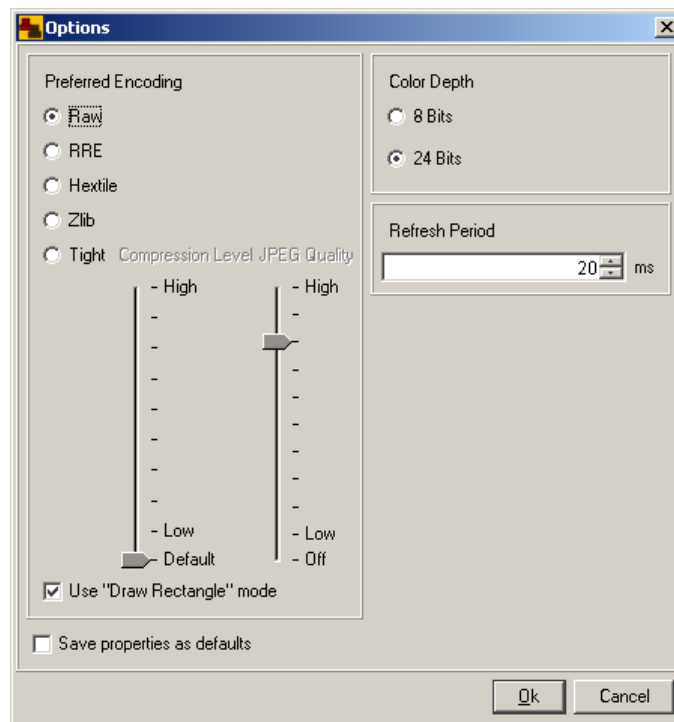 Options
Preferred Encoding
Raw
RRE
Hextile
Zlib
Tight Compression Level JPEG Quality
- High - High
- Low - Low
- Default - Off
Use "Draw Rectangle" mode
Save properties as defaults
Color Depth
8 Bits
24 Bits
Refresh Period
20 ms
Ok Cancel